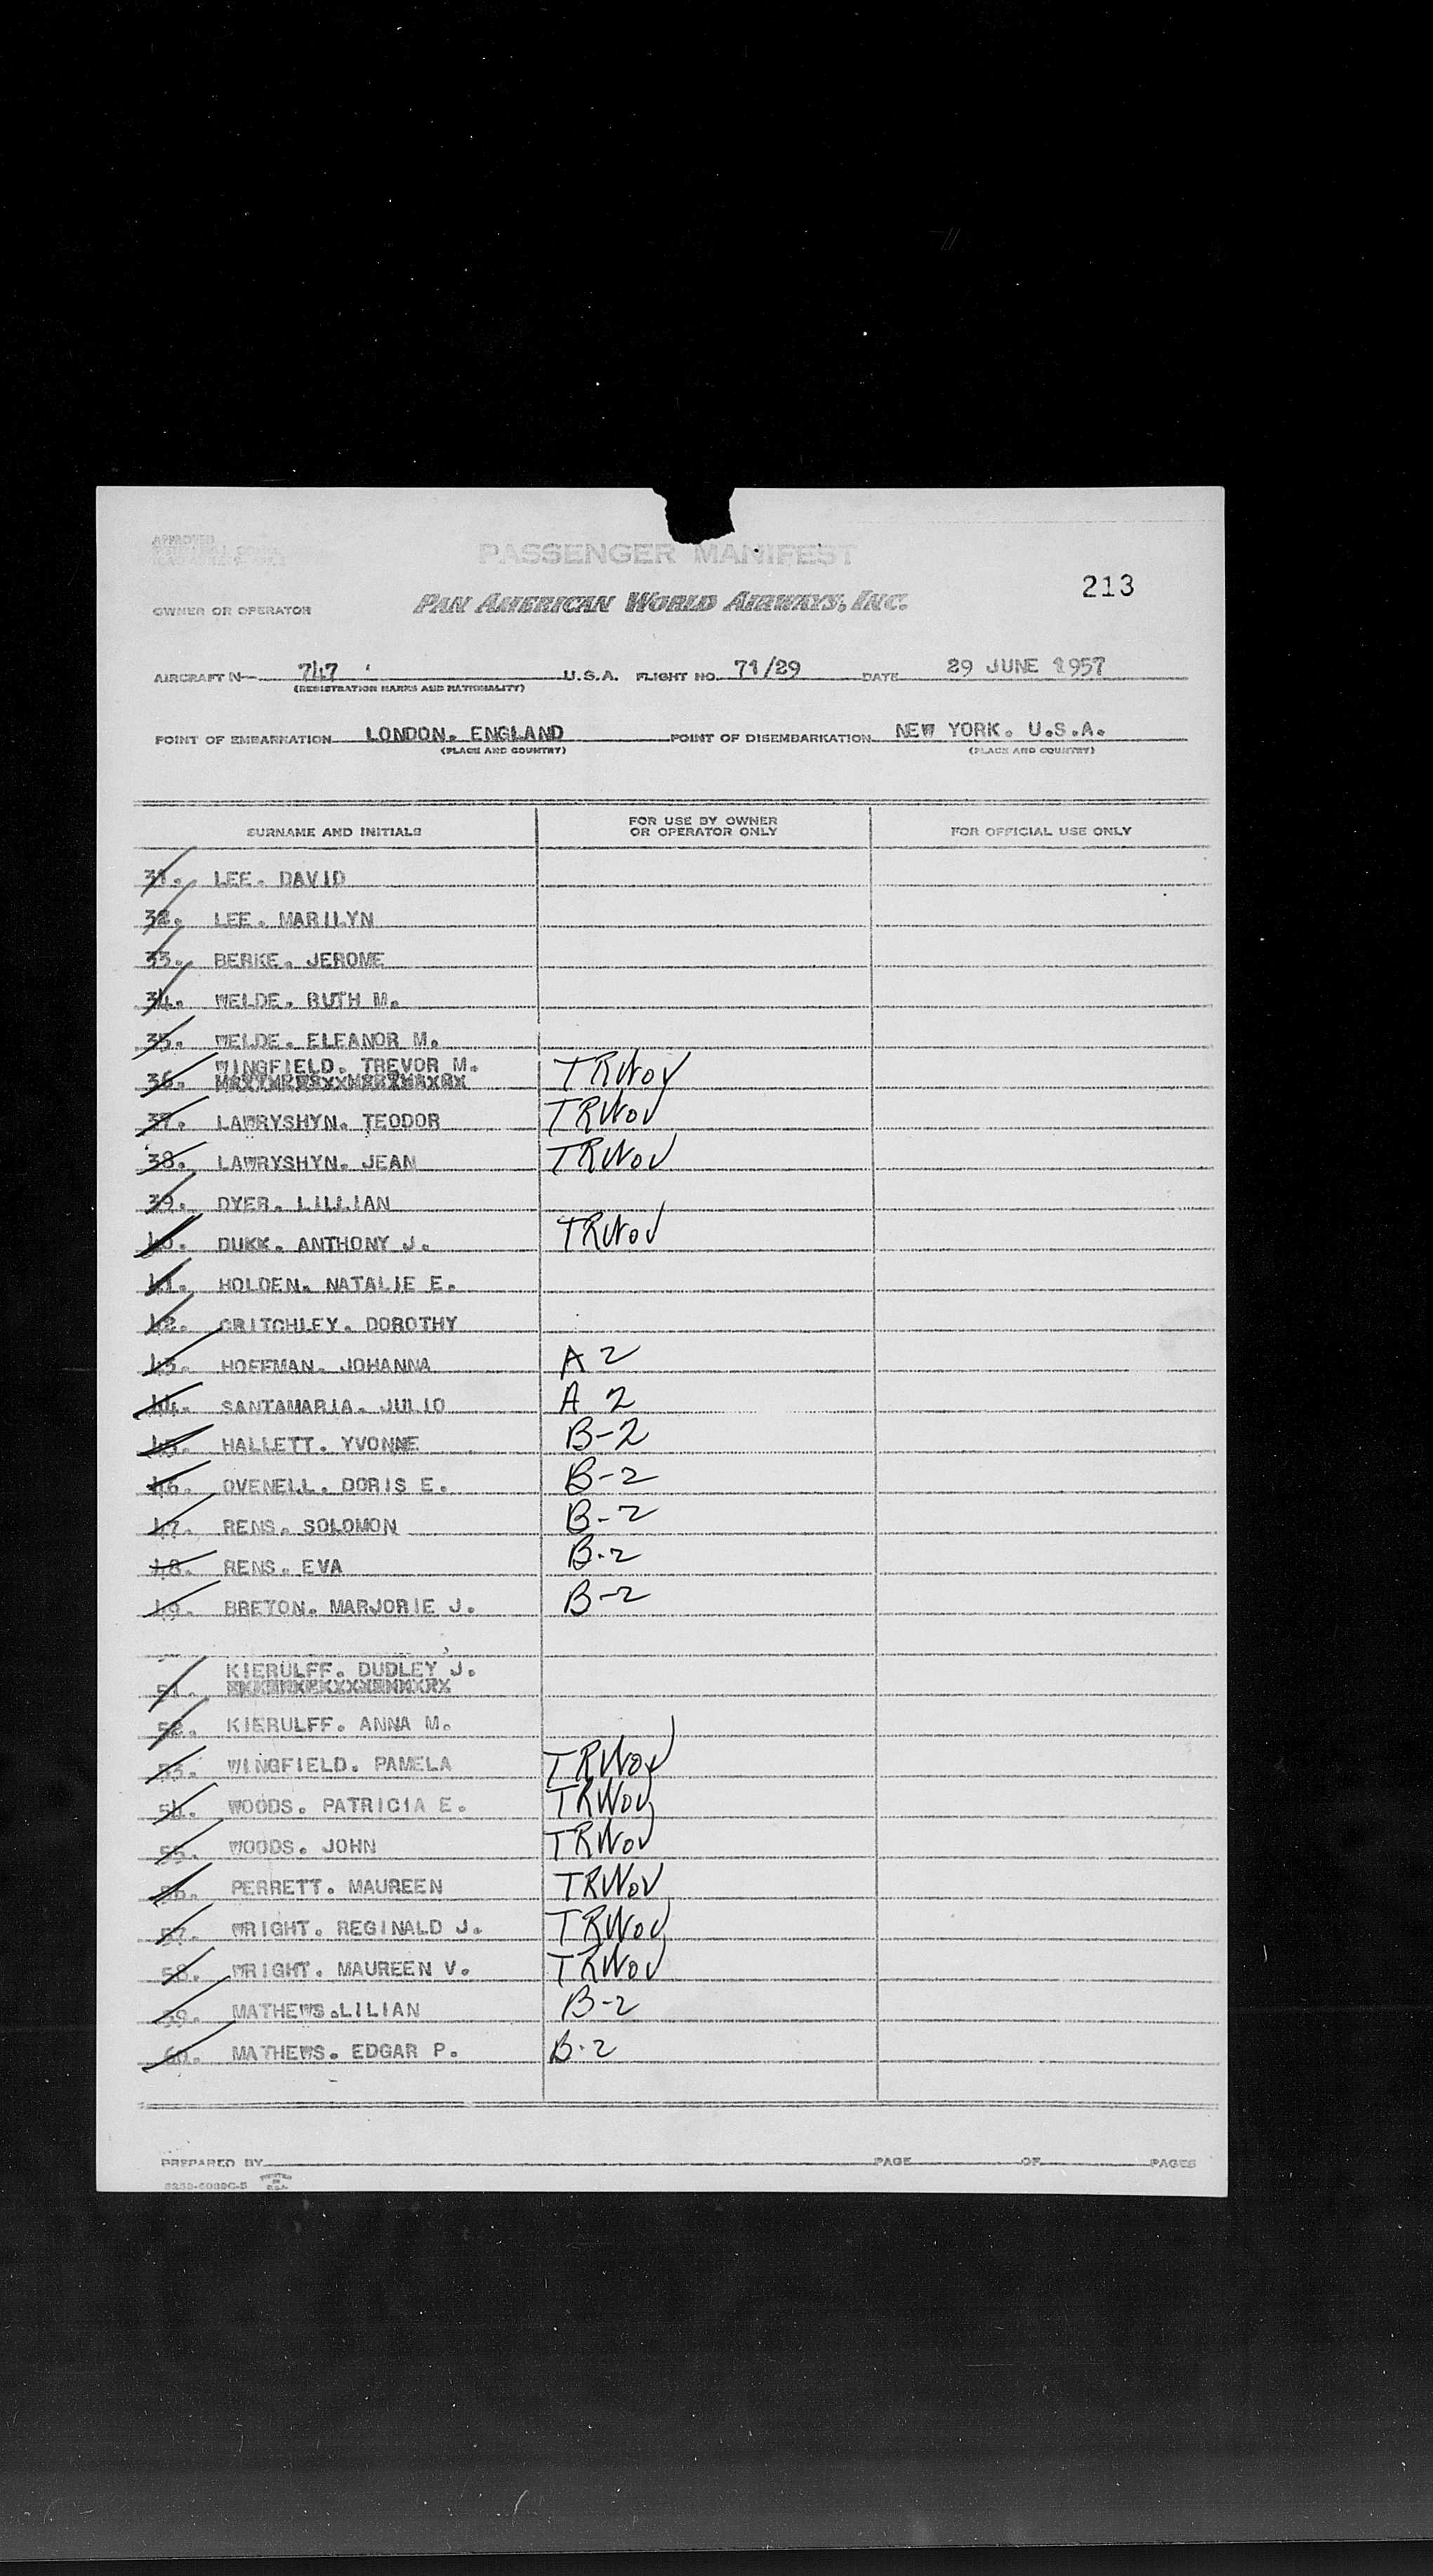 APPROVED
PASSENGER MANIFEST
213
OWNER OR OPERATOR
PAN AMERICAN WORLD AIRWAYS, INC.
AIRCRAFT N— 747 U.S.A. FLIGHT NO. 71/29 DATE 29 JUNE 1957
(REGISTRATION MARKS AND NATIONALITY)
POINT OF EMBARKATION LONDON. ENGLAND POINT OF DISEMBARKATION NEW YORK. U.S.A.
(PLACE AND COUNTRY) (PLACE AND COUNTRY)
SURNAME AND INITIALS FOR USE BY OWNER OR OPERATOR ONLY FOR OFFICIAL USE ONLY
31. LEE. DAVID
32. LEE. MARILYN
33. BERKE. JEROME
34. WELDE. RUTH M.
35. WELDE. ELEANOR M.
36. WINGFIELD. TREVOR M. TRWOV
37. LAWRYSHYN. TEODOR TRWOV
38. LAWRYSHYN. JEAN TRWOV
39. DYER. LILLIAN
40. DUKK. ANTHONY J. TRWOV
41. HOLDEN. NATALIE E.
42. CRITCHLEY. DOROTHY
43. HOFFMAN. JOHANNA A 2
44. SANTAMARIA. JULIO A 2
45. HALLETT. YVONNE B-2
46. OVENELL. DORIS E. B-2
47. RENS. SOLOMON B-2
48. RENS. EVA B-2
49. BRETON. MARJORIE J. B-2
51. KIERULFF. DUDLEY J.
52. KIERULFF. ANNA M.
53. WINGFIELD. PAMELA TRWOV
54. WOODS. PATRICIA E. TRWOV
55. WOODS. JOHN TRWOV
56. PERRETT. MAUREEN TRWOV
57. WRIGHT. REGINALD J. TRWOV
58. WRIGHT. MAUREEN V. TRWOV
59. MATHEWS.LILIAN B-2
60. MATHEWS. EDGAR P. B-2
PREPARED BY PAGE OF PAGES